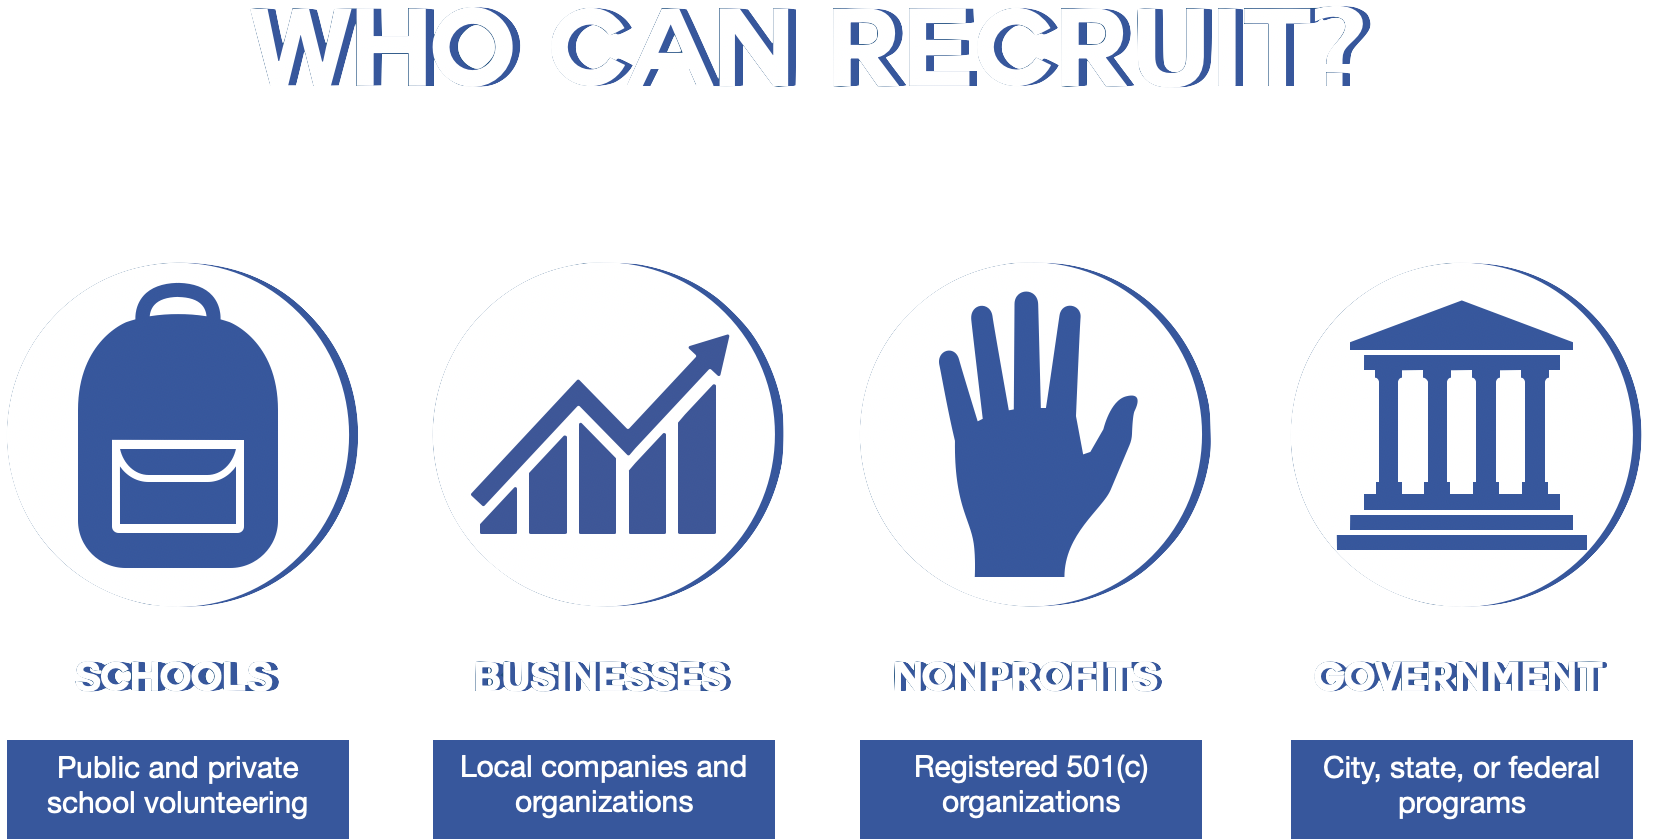 WHO CAN RECRUIT?
SCHOOLS
Public and private
school volunteering
BUSINESSES
Local companies and
organizations
NONPROFITS
Registered 501(c)
organizations
GOVERNMENT
City, state, or federal
programs